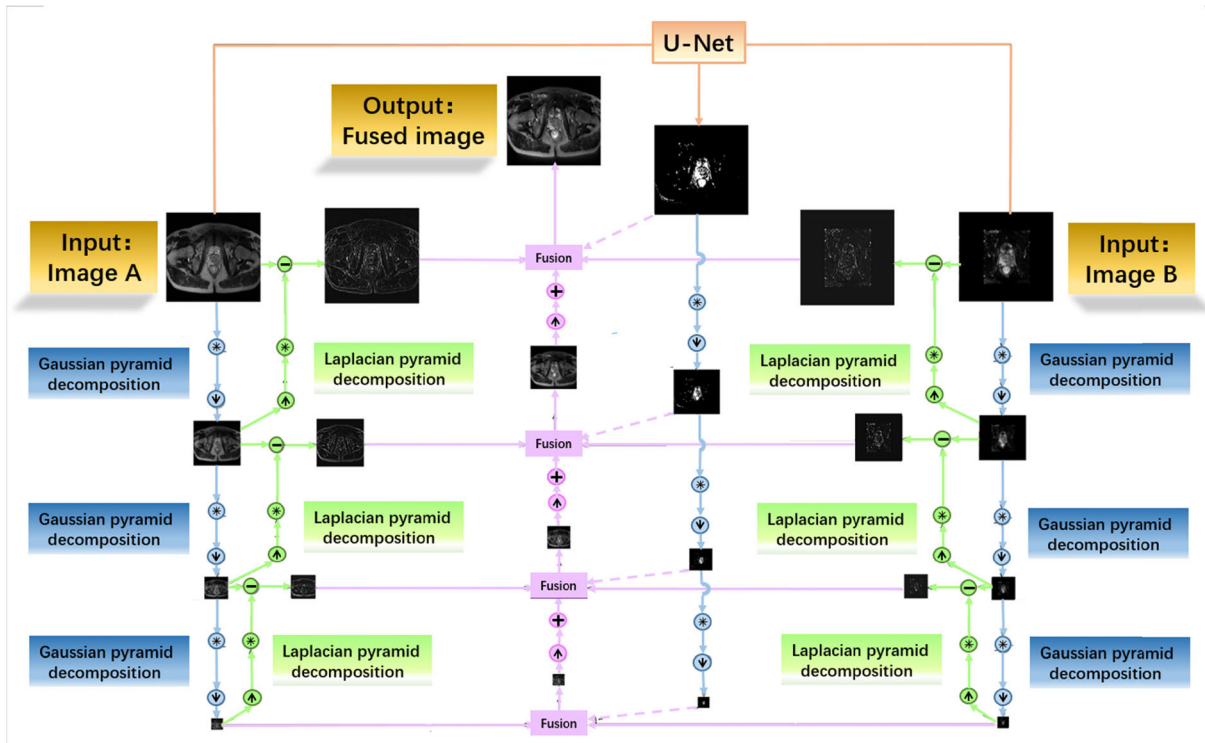 U-Net
Output:
Fused image
Input:
Image A
Fusion
Input:
Image B
Gaussian pyramid
decomposition
Laplacian pyramid
decomposition
Laplacian pyramid
decomposition
Gaussian pyramid
decomposition
Fusion
Gaussian pyramid
decomposition
Laplacian pyramid
decomposition
Laplacian pyramid
decomposition
Gaussian pyramid
decomposition
Fusion
Gaussian pyramid
decomposition
Laplacian pyramid
decomposition
Laplacian pyramid
decomposition
Gaussian pyramid
decomposition
Fusion